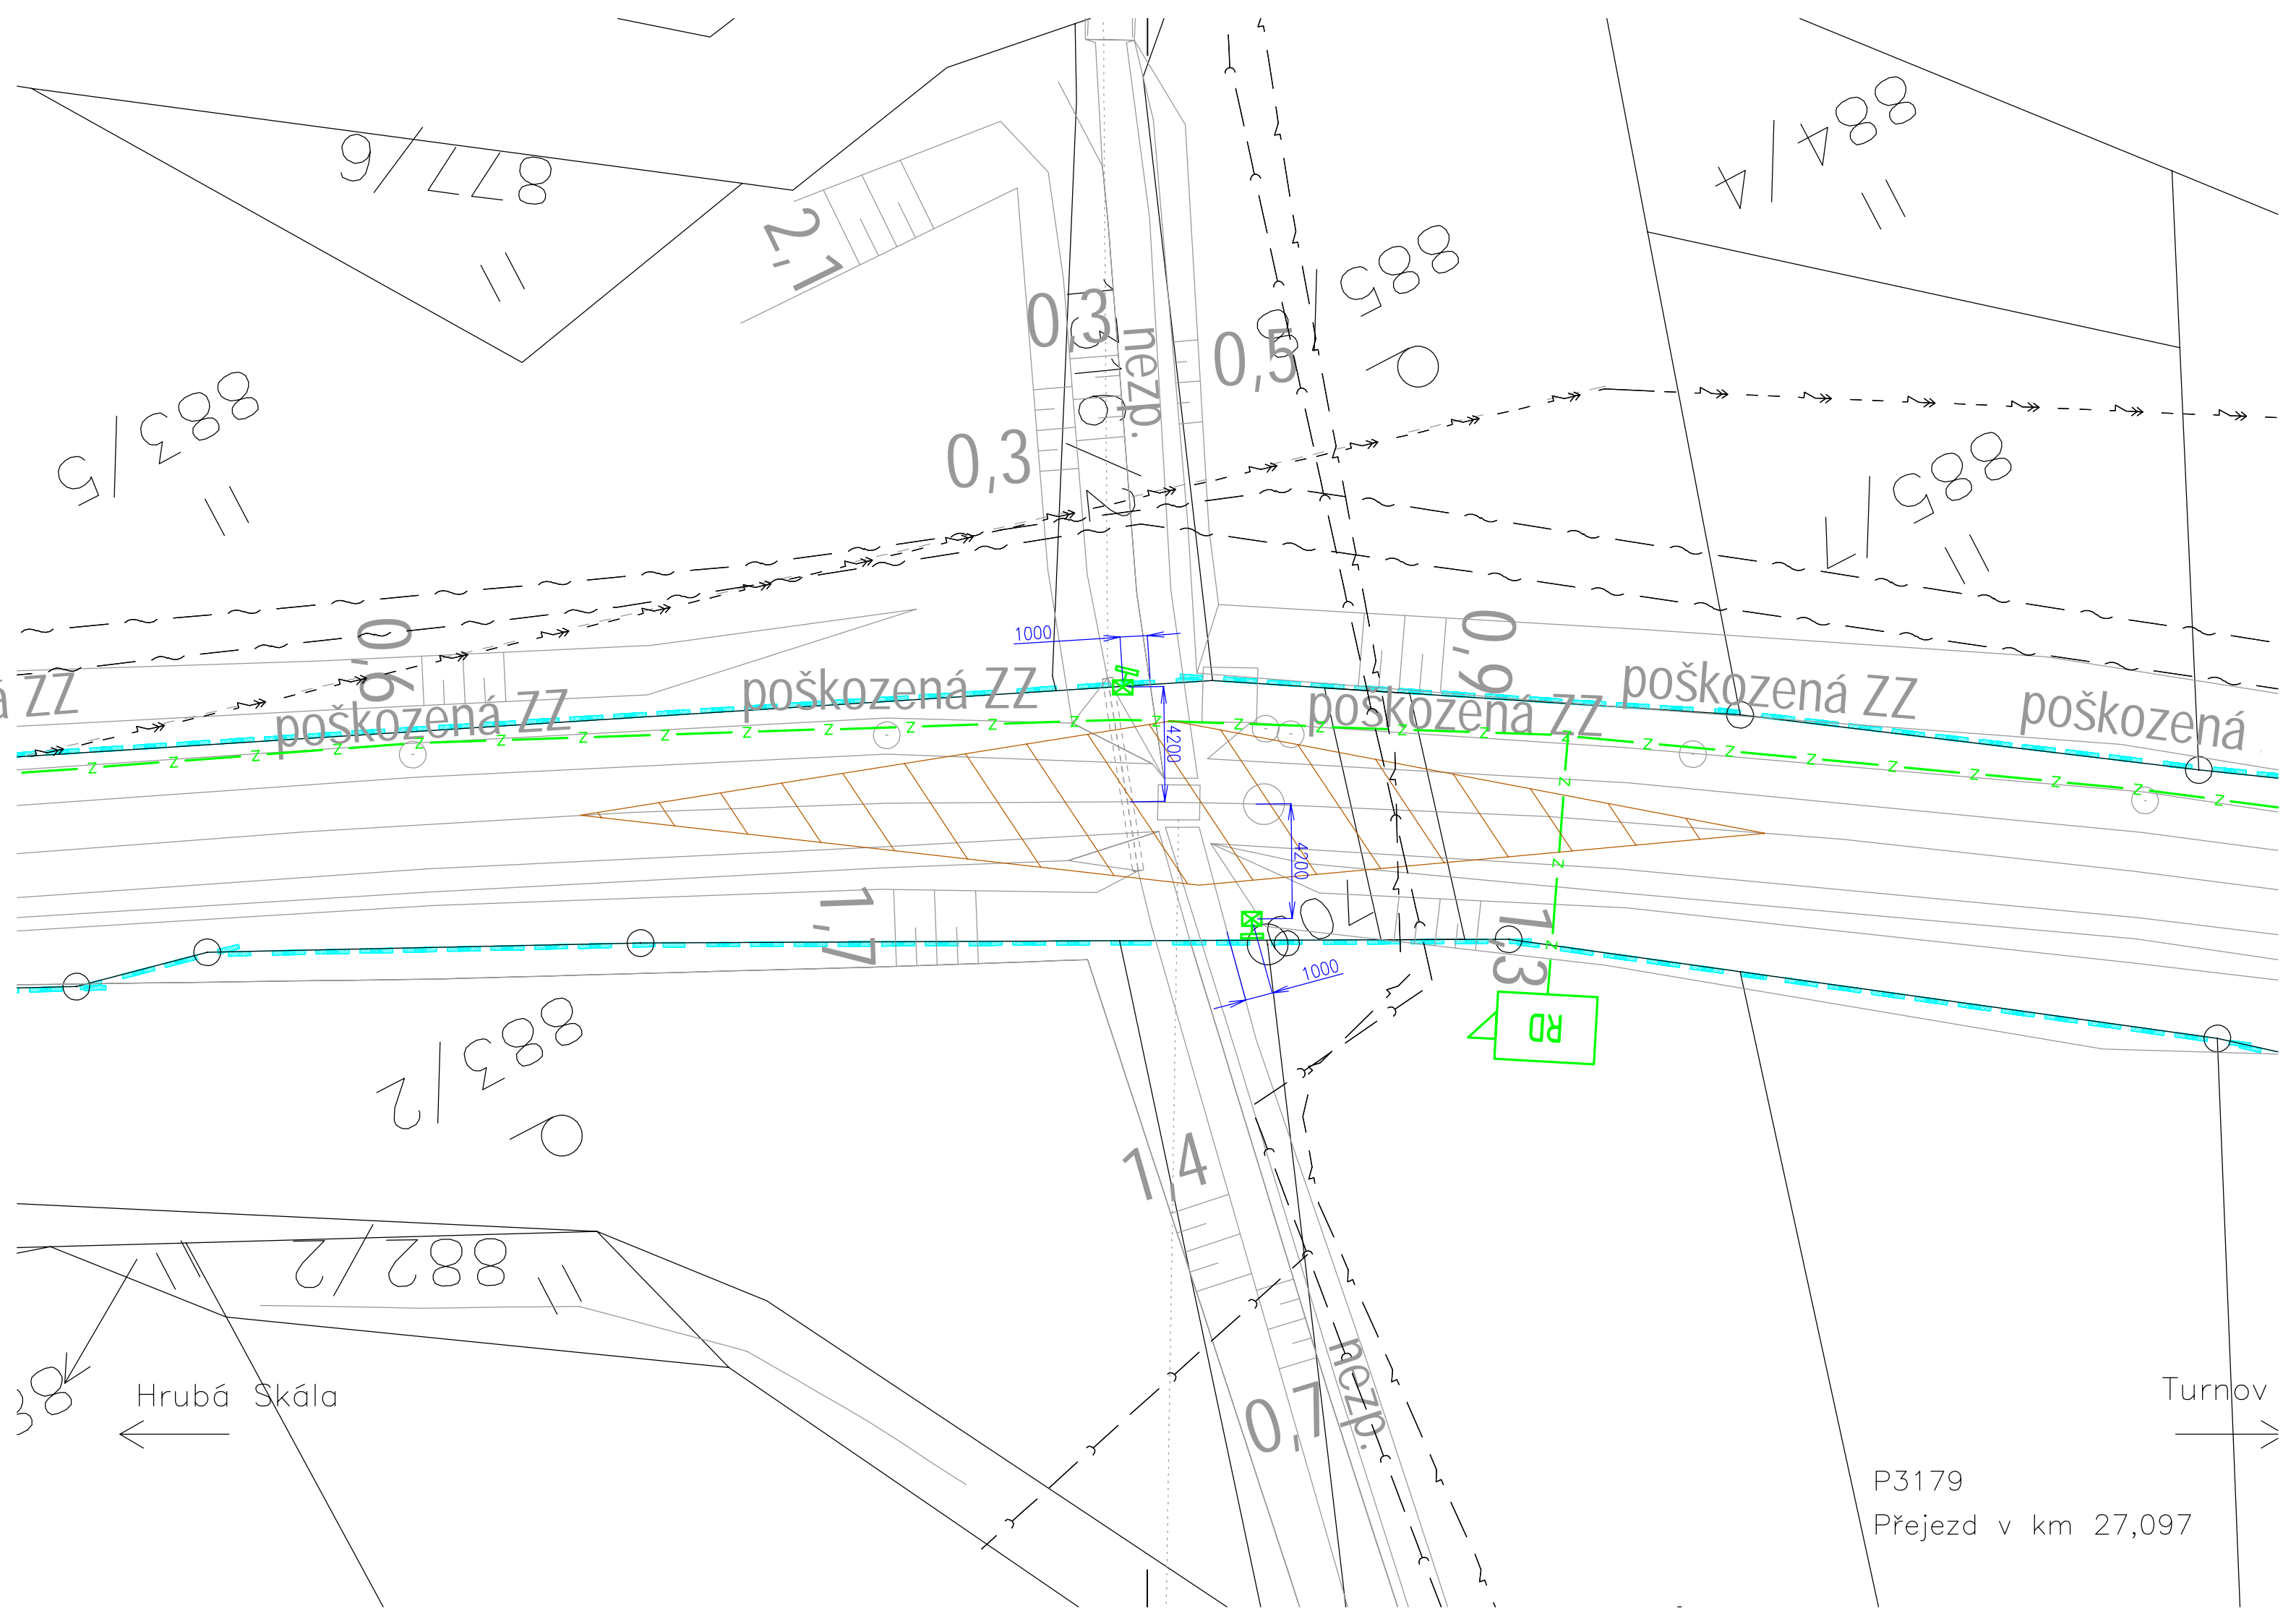 877/6
884/4
2,1
885
883/5
0,3
nezp.
0,5
0,3
885/7
0,6
1000
0,9
á ZZ
poškozená ZZ
poškozená ZZ
poškozená ZZ
poškozená ZZ
poškozená
4200
4200
1,7
1,3
1000
RD
883/2
1,4
882/2
nezp.
0,7
Hrubá Skála
Turnov
P3179
Přejezd v km 27,097